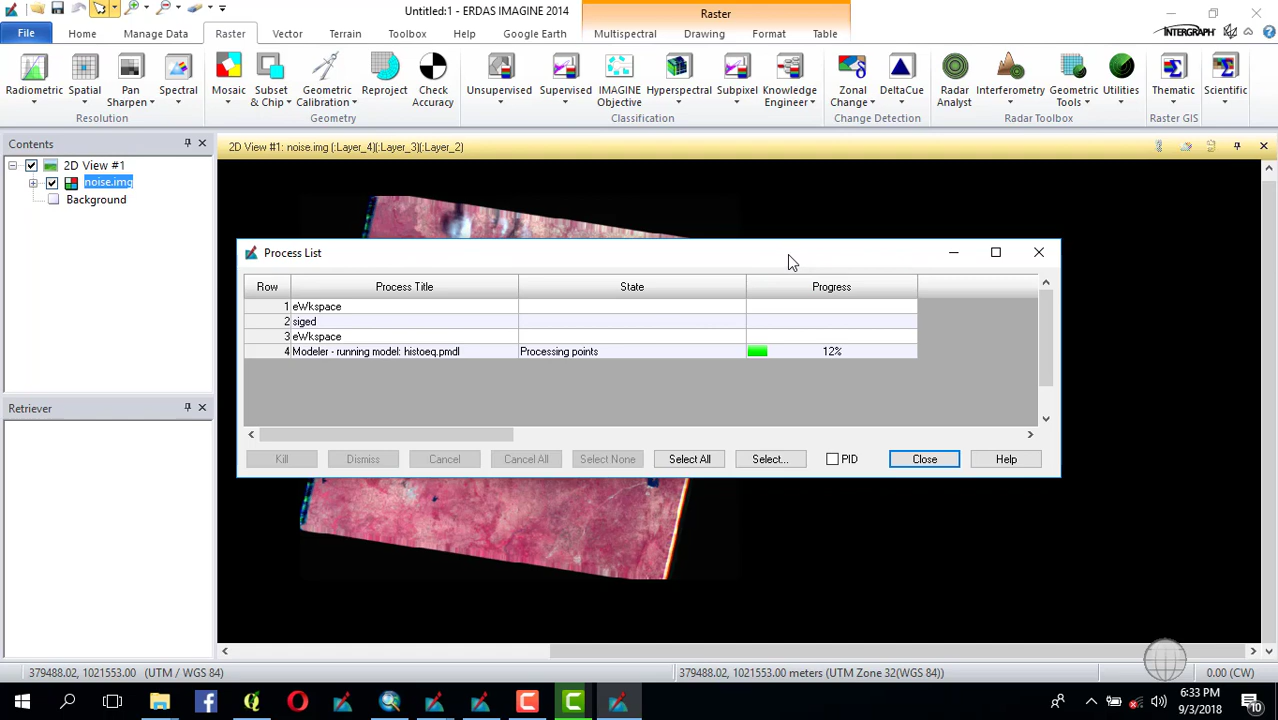 Untitled:1 - ERDAS IMAGINE 2014
Raster
File
Home
Manage Data
Raster
Vector
Terrain
Toolbox
Help
Google Earth
Multispectral
Drawing
Format
Table
INTERGRAPH
Radiometric
Spatial
Pan Sharpen
Spectral
Mosaic
Subset & Chip
Geometric Calibration
Reproject
Check Accuracy
Unsupervised
Supervised
IMAGINE Objective
Hyperspectral
Subpixel
Knowledge Engineer
Zonal Change
DeltaCue
Radar Analyst
Interferometry
Geometric Tools
Utilities
Thematic
Scientific
Resolution
Geometry
Classification
Change Detection
Radar Toolbox
Raster GIS
Contents
2D View #1: noise.img (:Layer_4)(:Layer_3)(:Layer_2)
2D View #1
noise.img
Background
Process List
Row Process Title State Progress
1 eWkspace
2 siged
3 eWkspace
4 Modeler - running model: histoeq.pmdl Processing points 12%
Kill
Dismiss
Cancel
Cancel All
Select None
Select All
Select...
PID
Close
Help
Retriever
379488.02, 1021553.00 (UTM / WGS 84)
379488.02, 1021553.00 meters (UTM Zone 32(WGS 84))
0.00 (CW)
6:33 PM
9/3/2018
10